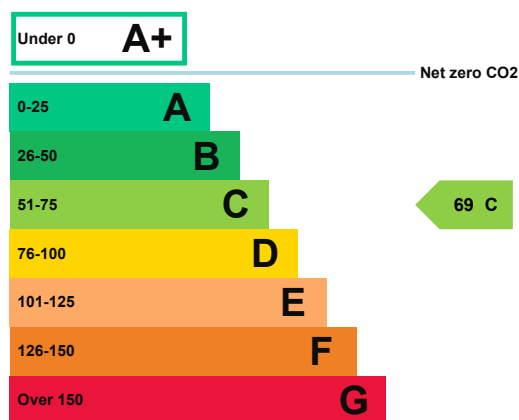 Under 0 A+
Net zero CO2
0-25 A
26-50 B
51-75 C
69 C
76-100 D
101-125 E
126-150 F
Over 150 G